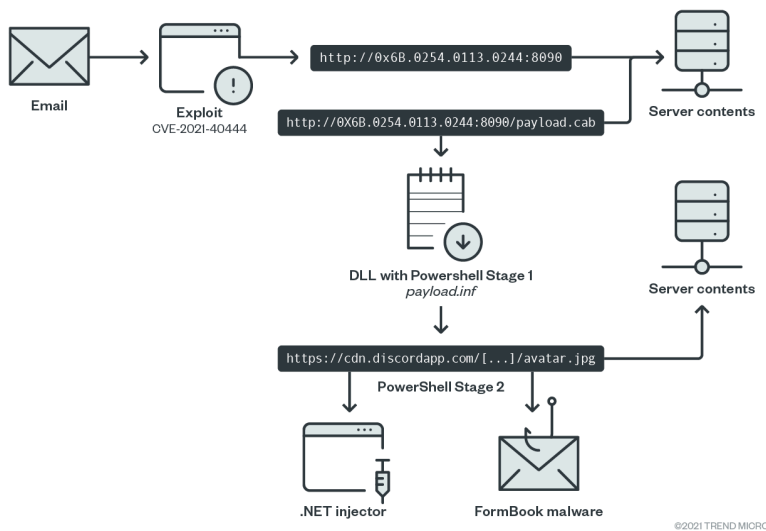 Email
Exploit
CVE-2021-40444
http://0x6B.0254.0113.0244:8090
Server contents
http://0X6B.0254.0113.0244:8090/payload.cab
DLL with Powershell Stage 1
payload.inf
Server contents
https://cdn.discordapp.com/[...]/avatar.jpg
PowerShell Stage 2
.NET injector
FormBook malware
©2021 TREND MICRO